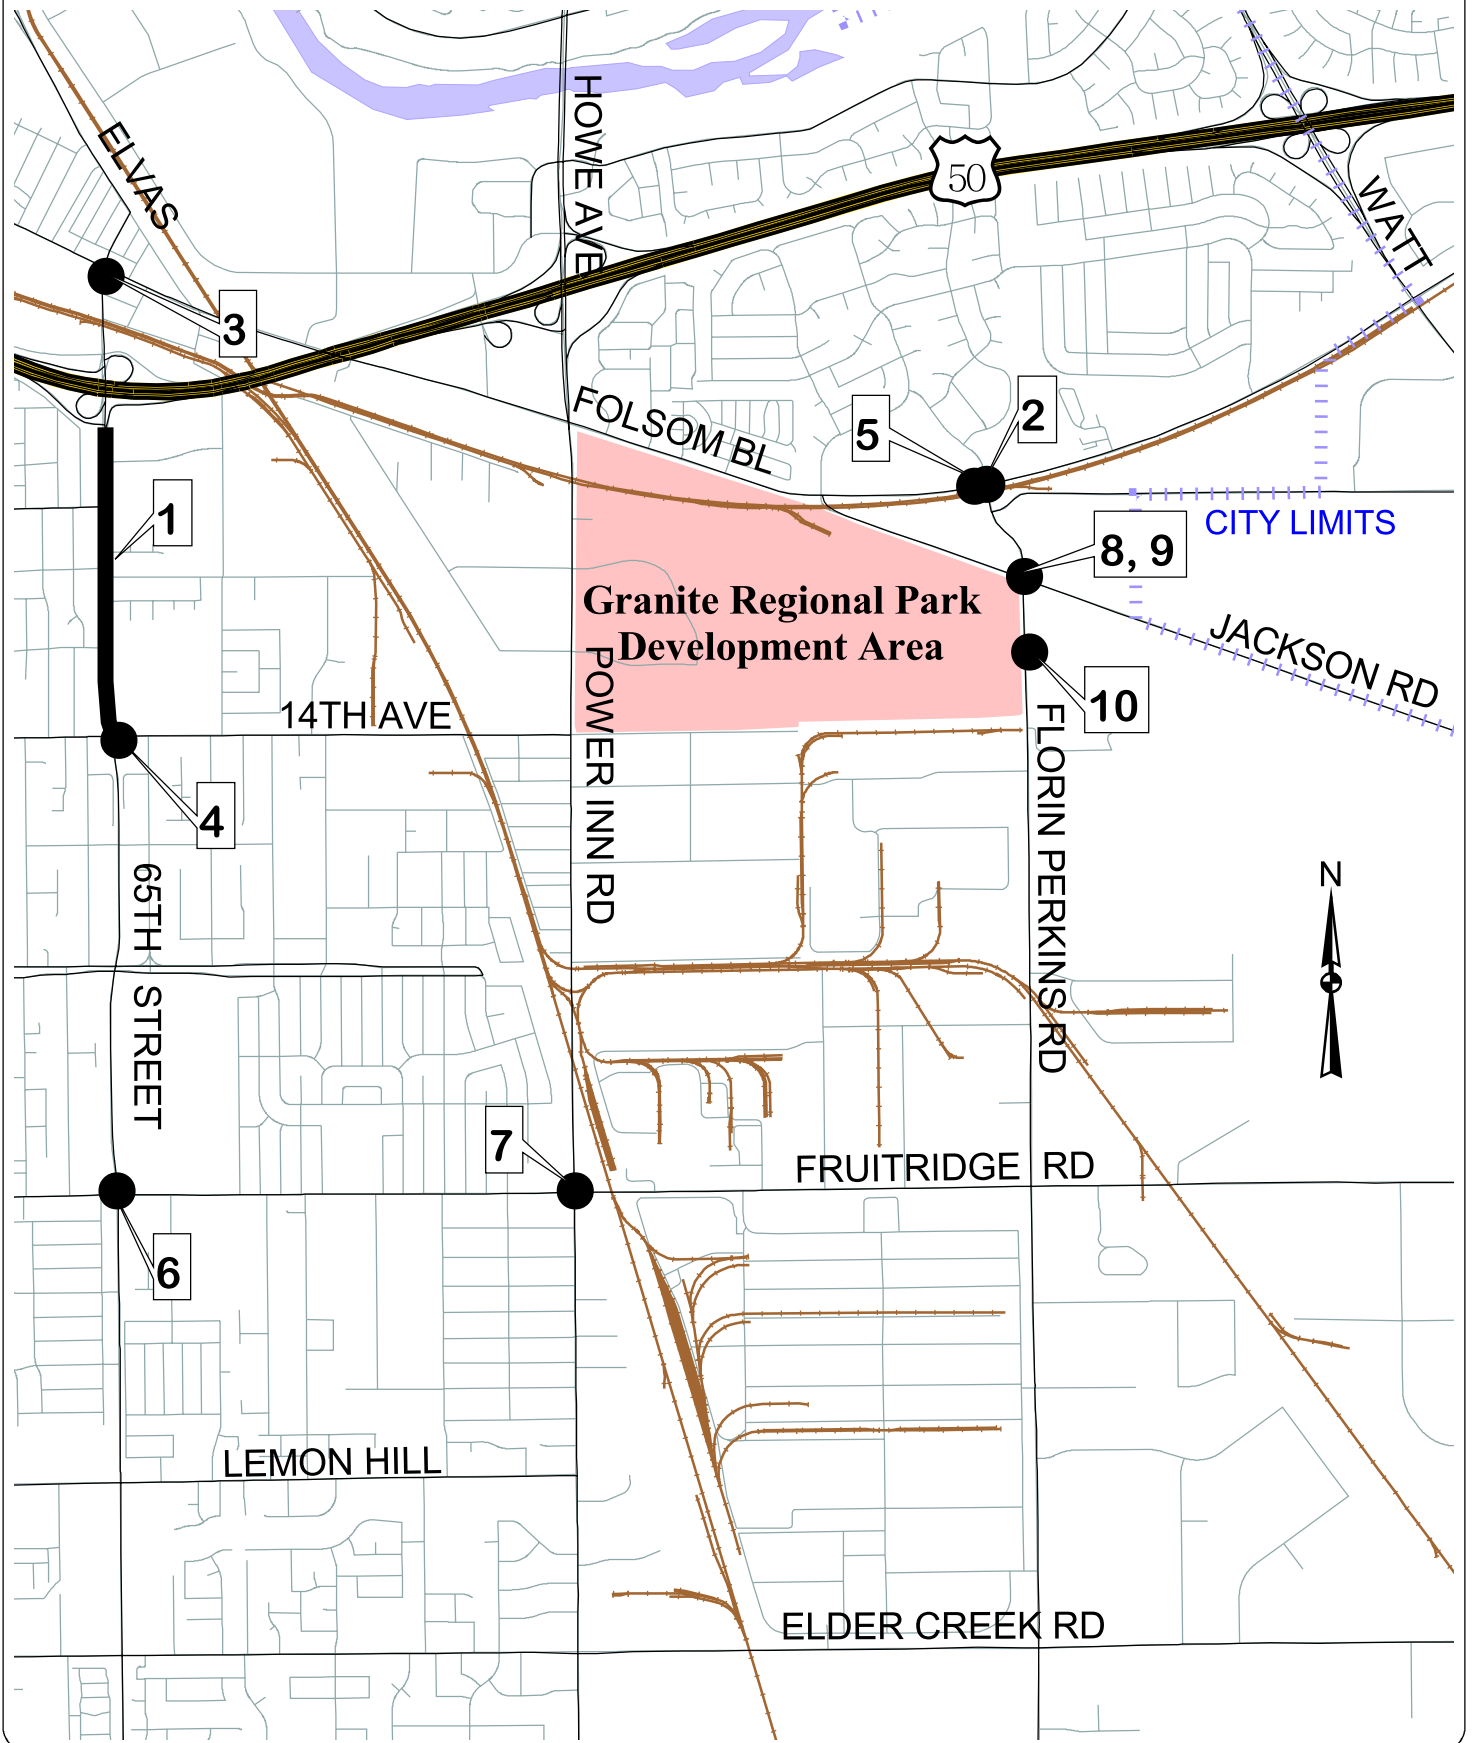 HOWE AVE
ELVAS
50
WATT
3
FOLSOM BL
5
2
1
CITY LIMITS
8, 9
Granite Regional Park
Development Area
JACKSON RD
10
14TH AVE
POWER INN RD
FLORIN PERKINS RD
4
65TH STREET
N
7
FRUITRIDGE RD
6
LEMON HILL
ELDER CREEK RD